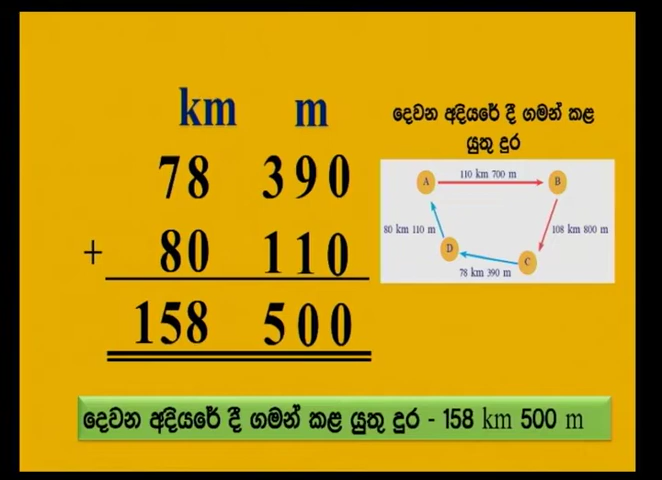 km m
78 390
+ 80 110
158 500
දෙවන අදියරේ දී ගමන් කළ
යුතු දුර
A 110 km 700 m B
80 km 110 m 108 km 800 m
D C
78 km 390 m
දෙවන අදියරේ දී ගමන් කළ යුතු දුර - 158 km 500 m